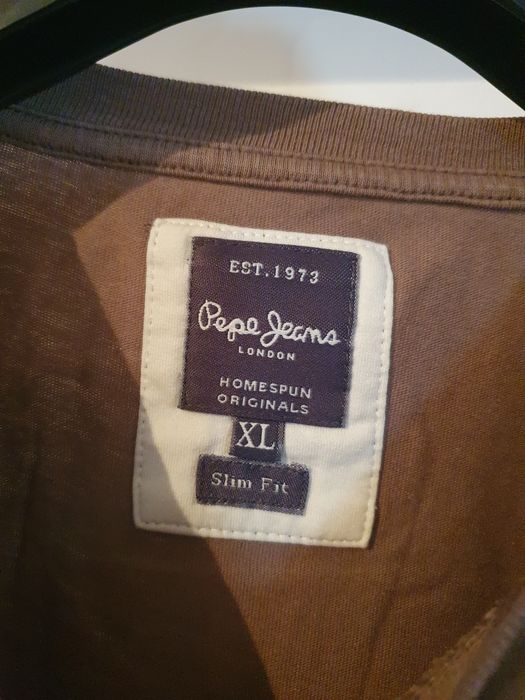 EST.1973
Pepe Jeans
LONDON
HOMESPUN
ORIGINALS
XL
Slim Fit